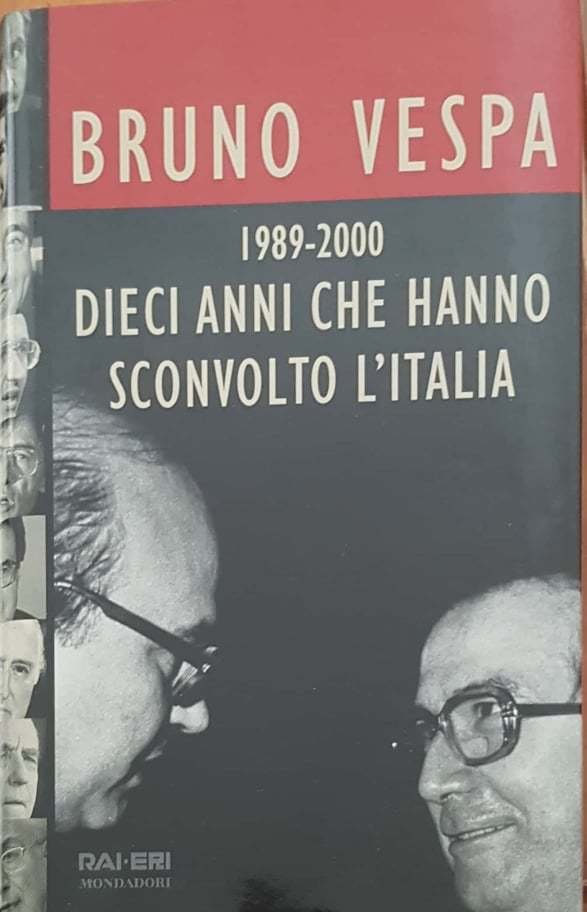 BRUNO VESPA
1989-2000
DIECI ANNI CHE HANNO
SCONVOLTO L'ITALIA
RAI-ERI
MONDADORI